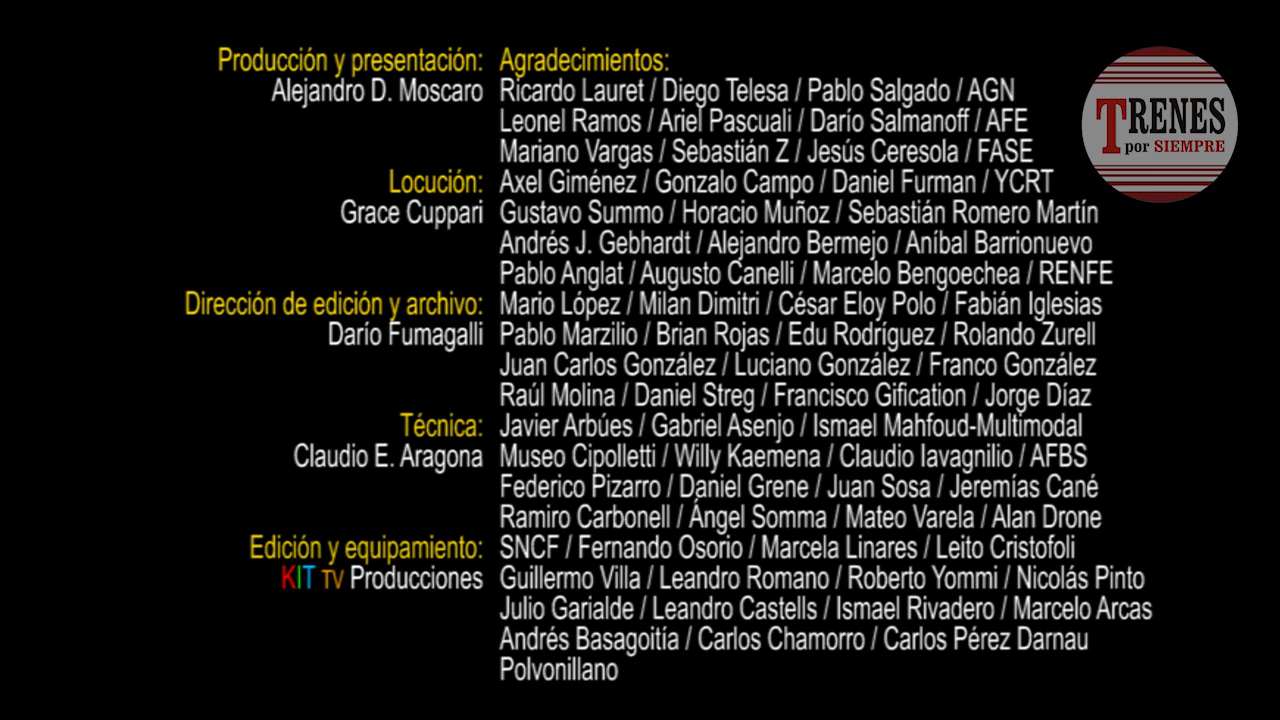 Producción y presentación:
Alejandro D. Moscaro
Locución:
Grace Cuppari
Dirección de edición y archivo:
Darío Fumagalli
Técnica:
Claudio E. Aragona
Edición y equipamiento:
KIT TV Producciones
Agradecimientos:
Ricardo Lauret / Diego Telesa / Pablo Salgado / AGN
Leonel Ramos / Ariel Pascuali / Darío Salmanoff / AFE
Mariano Vargas / Sebastián Z / Jesús Ceresola / FASE
Axel Giménez / Gonzalo Campo / Daniel Furman / YCRT
Gustavo Summo / Horacio Muñoz / Sebastián Romero Martín
Andrés J. Gebhardt / Alejandro Bermejo / Aníbal Barrionuevo
Pablo Anglat / Augusto Canelli / Marcelo Bengoechea / RENFE
Mario López / Milan Dimitri / César Eloy Polo / Fabián Iglesias
Pablo Marzilio / Brian Rojas / Edu Rodríguez / Rolando Zurell
Juan Carlos González / Luciano González / Franco González
Raúl Molina / Daniel Streg / Francisco Gification / Jorge Díaz
Javier Arbúes / Gabriel Asenjo / Ismael Mahfoud-Multimodal
Museo Cipolletti / Willy Kaemena / Claudio Iavagnilio / AFBS
Federico Pizarro / Daniel Grene / Juan Sosa / Jeremías Cané
Ramiro Carbonell / Ángel Somma / Mateo Varela / Alan Drone
SNCF / Fernando Osorio / Marcela Linares / Leito Cristofoli
Guillermo Villa / Leandro Romano / Roberto Yommi / Nicolás Pinto
Julio Garialde / Leandro Castells / Ismael Rivadero / Marcelo Arcas
Andrés Basagoitía / Carlos Chamorro / Carlos Pérez Darnau
Polvonillano
TRENES
por SIEMPRE